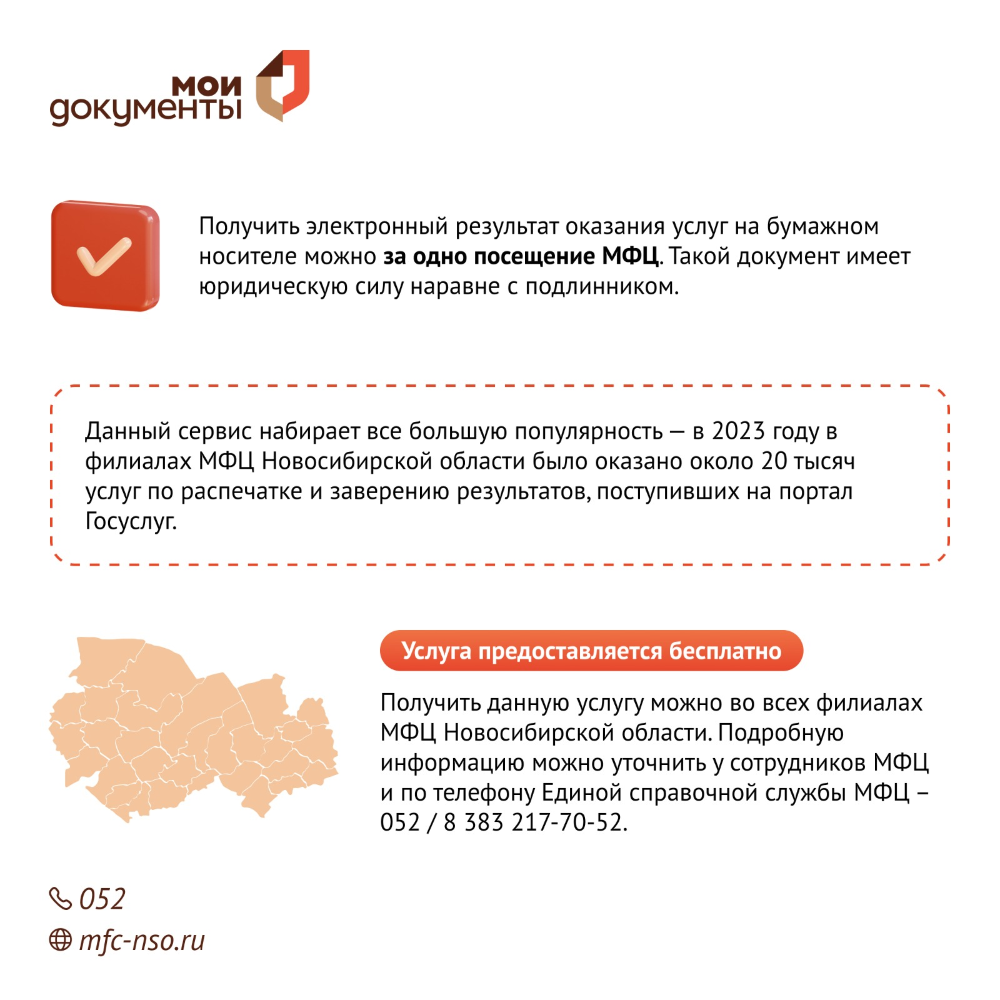 мои
документы
Получить электронный результат оказания услуг на бумажном
носителе можно за одно посещение МФЦ. Такой документ имеет
юридическую силу наравне с подлинником.
Данный сервис набирает все большую популярность — в 2023 году в
филиалах МФЦ Новосибирской области было оказано около 20 тысяч
услуг по распечатке и заверению результатов, поступивших на портал
Госуслуг.
Услуга предоставляется бесплатно
Получить данную услугу можно во всех филиалах
МФЦ Новосибирской области. Подробную
информацию можно уточнить у сотрудников МФЦ
и по телефону Единой справочной службы МФЦ –
052 / 8 383 217-70-52.
052
mfc-nso.ru